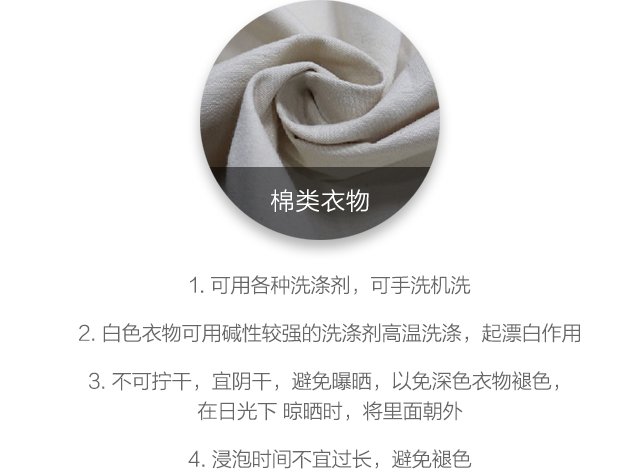 棉类衣物
1. 可用各种洗涤剂，可手洗机洗
2. 白色衣物可用碱性较强的洗涤剂高温洗涤，起漂白作用
3. 不可拧干，宜阴干，避免曝晒，以免深色衣物褪色，
在日光下 晾晒时，将里面朝外
4. 浸泡时间不宜过长，避免褪色